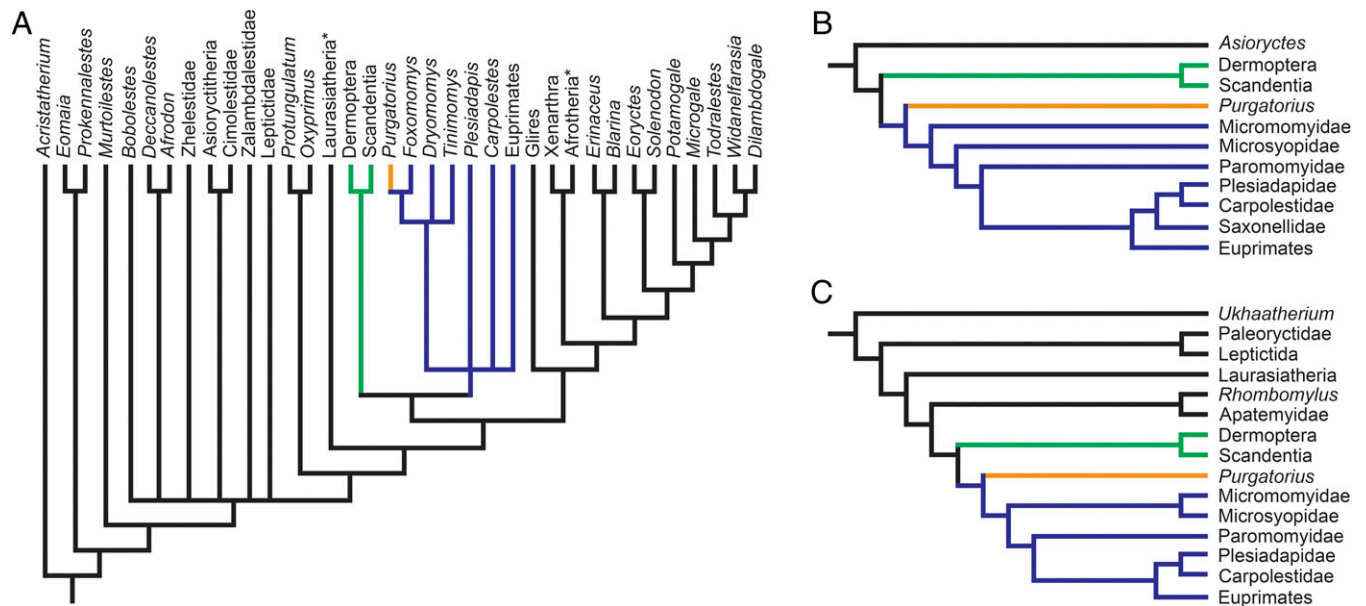 A
Acristatherium
Eomaia
Prokennalestes
Murtoilestes
Bobolestes
Deccanolestes
Afrodon
Zhelestidae
Asioryctitheria
Cimolestidae
Zalambdalestidae
Leptictidae
Protungulatum
Oxyprimus
Laurasiatheria*
Dermoptera
Scandentia
Purgatorius
Foxomomys
Dryomomys
Tinimomys
Plesiadapis
Carpolestes
Euprimates
Glires
Xenarthra
Afrotheria*
Erinaceus
Blarina
Eoryctes
Solenodon
Potamogale
Microgale
Todralestes
Widanelfarasia
Dilambdogale
B
Asioryctes
Dermoptera
Scandentia
Purgatorius
Micromomyidae
Microsyopidae
Paromomyidae
Plesiadapidae
Carpolestidae
Saxonellidae
Euprimates
C
Ukhaatherium
Paleoryctidae
Leptictida
Laurasiatheria
Rhombomylus
Apatemyidae
Dermoptera
Scandentia
Purgatorius
Micromomyidae
Microsyopidae
Paromomyidae
Plesiadapidae
Carpolestidae
Euprimates